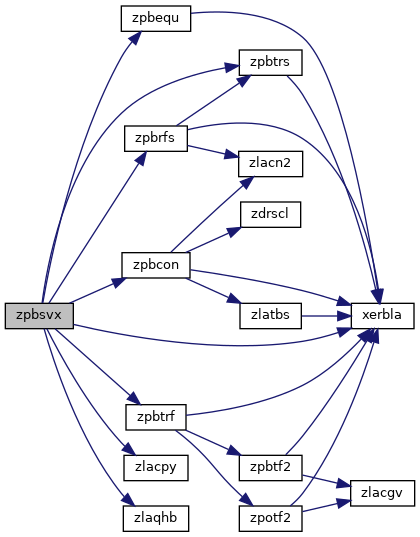 zpbequ
zpbtrs
zpbrfs
zlacn2
zdrscl
zpbcon
zpbsvx
zlatbs
xerbla
zpbtrf
zlacpy
zpbtf2
zlacgv
zlaqhb
zpotf2